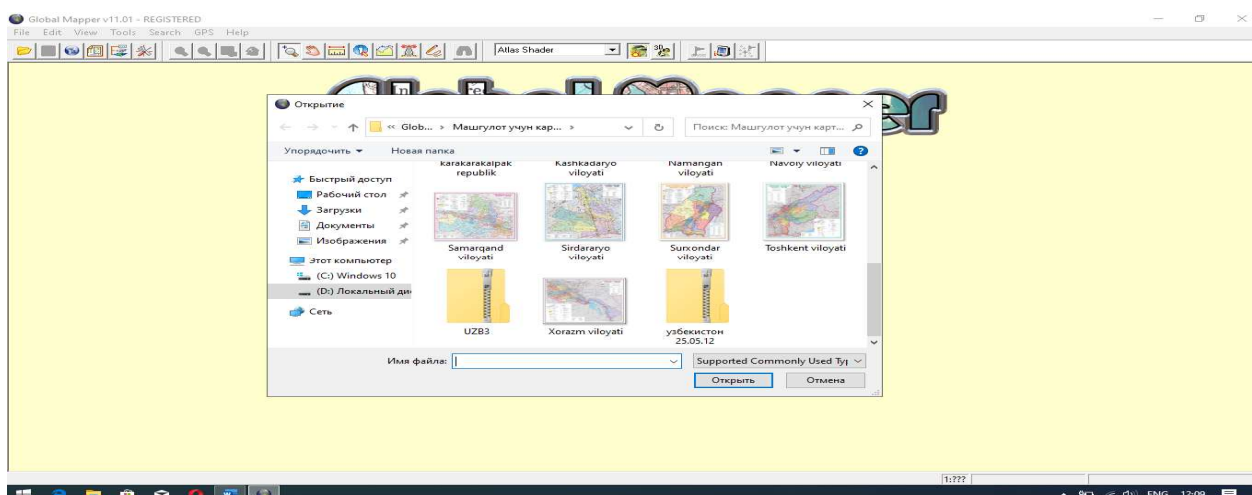 Global Mapper v11.01 - REGISTERED
File Edit View Tools Search GPS Help
Atlas Shader
Открытие
« Glob... › Машгулот учун кар... ›
Поиск: Машгулот учун карт...
Упорядочить
Новая папка
Быстрый доступ
Рабочий стол
Загрузки
Документы
Изображения
Этот компьютер
(C:) Windows 10
(D:) Локальный ди
Сеть
karakarakalpak republik
Kashkadaryo viloyati
Namangan viloyati
Navoiy viloyati
Samarqand viloyati
Sirdararyo viloyati
Surxondar viloyati
Toshkent viloyati
UZB3
Xorazm viloyati
узбекистон 25.05.12
Имя файла:
Supported Commonly Used Ty
Открыть
Отмена
1:???
ENG 12:09